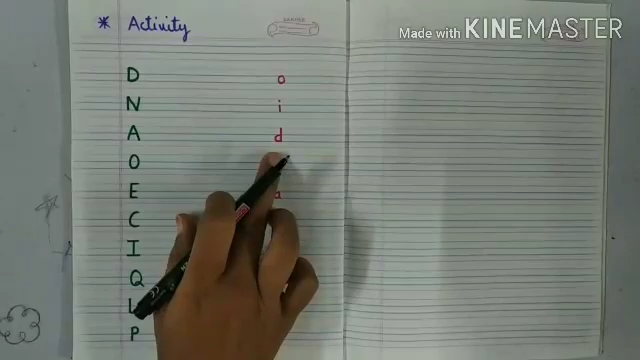 * Activity
Made with KINEMASTER
D o
N i
A d
O
E a
C
I
Q
L
P